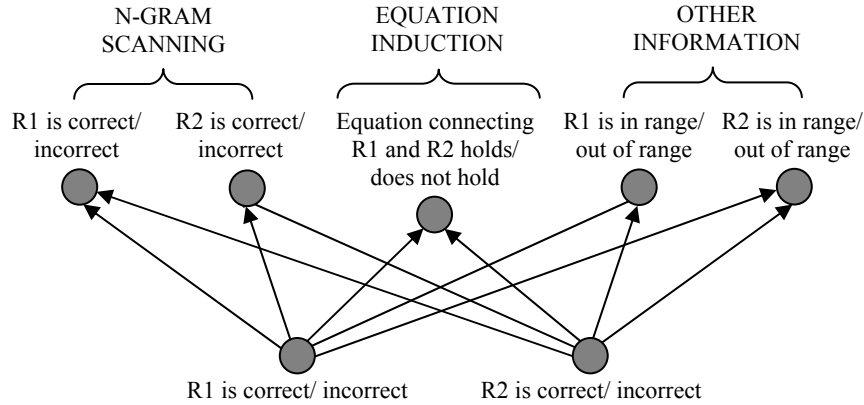 N-GRAM
SCANNING
EQUATION
INDUCTION
OTHER
INFORMATION
R1 is correct/
incorrect
R2 is correct/
incorrect
Equation connecting
R1 and R2 holds/
does not hold
R1 is in range/
out of range
R2 is in range/
out of range
R1 is correct/ incorrect
R2 is correct/ incorrect